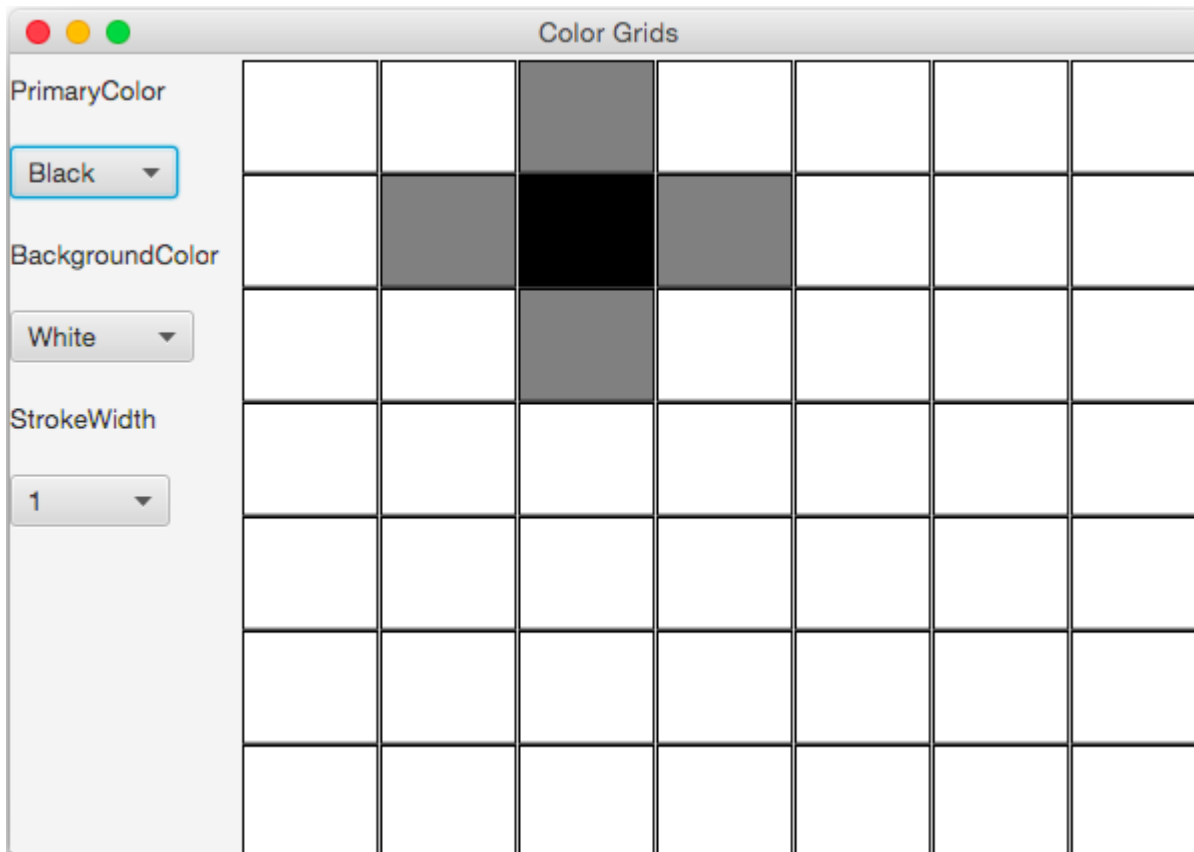 Color Grids
PrimaryColor
Black
BackgroundColor
White
StrokeWidth
1